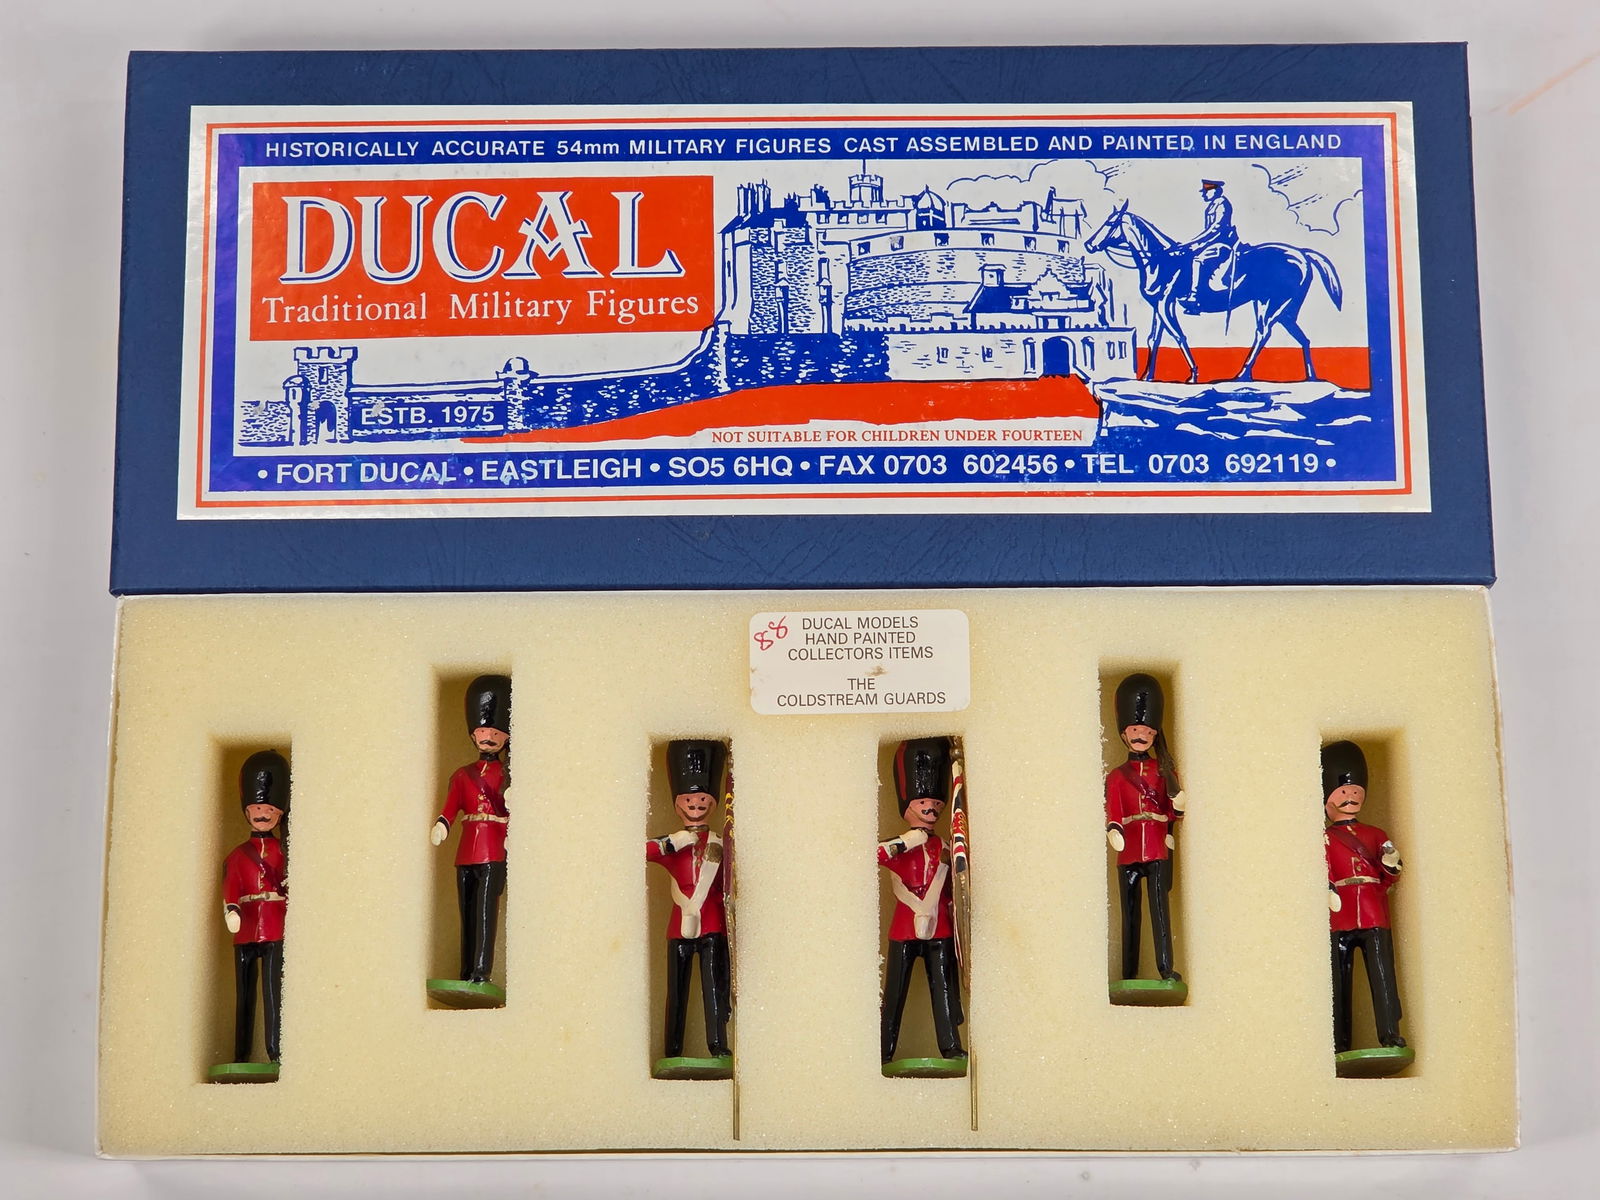 HISTORICALLY ACCURATE 54mm MILITARY FIGURES CAST ASSEMBLED AND PAINTED IN ENGLAND
DUCAL
Traditional Military Figures
ESTB. 1975
NOT SUITABLE FOR CHILDREN UNDER FOURTEEN
• FORT DUCAL • EASTLEIGH • SO5 6HQ • FAX 0703 602456 • TEL 0703 692119 •
88
DUCAL MODELS
HAND PAINTED
COLLECTORS ITEMS
THE
COLDSTREAM GUARDS